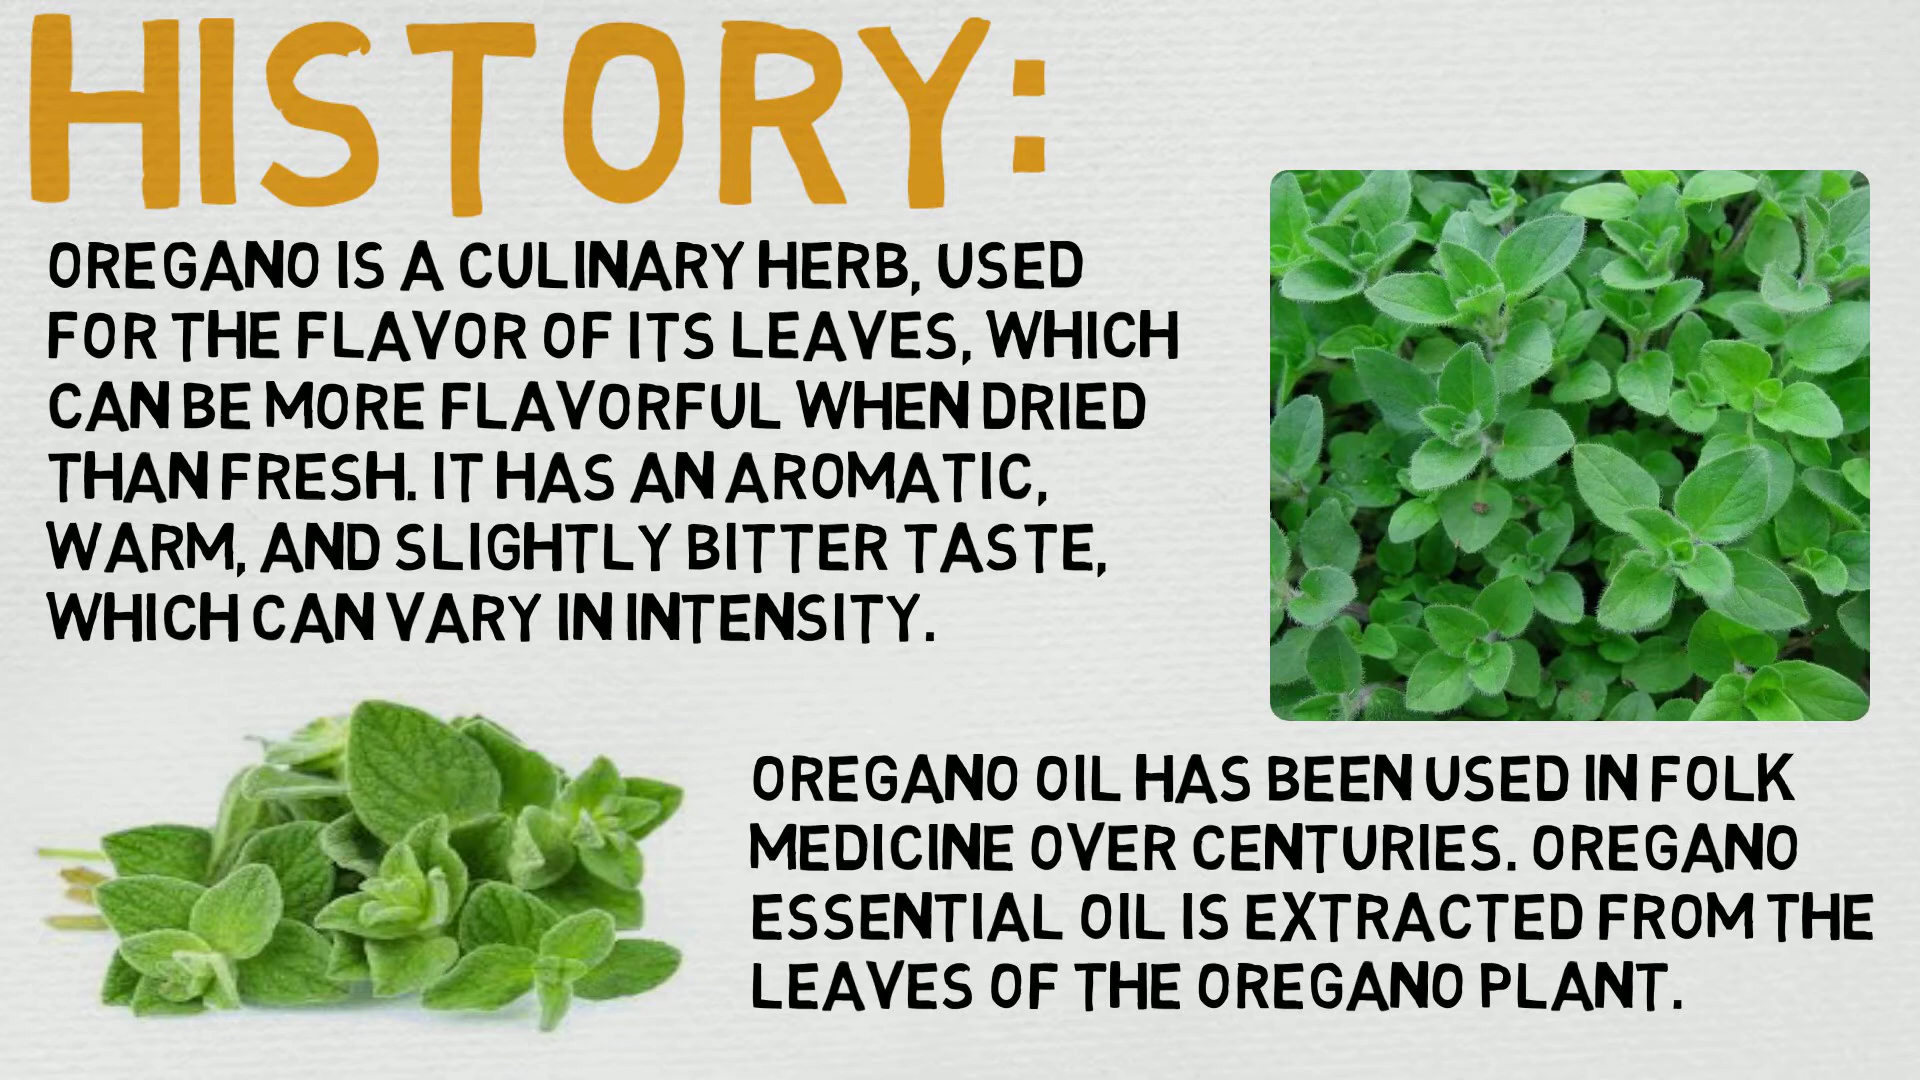 HISTORY:
OREGANO IS A CULINARY HERB, USED
FOR THE FLAVOR OF ITS LEAVES, WHICH
CAN BE MORE FLAVORFUL WHEN DRIED
THAN FRESH. IT HAS AN AROMATIC,
WARM, AND SLIGHTLY BITTER TASTE,
WHICH CAN VARY IN INTENSITY.
OREGANO OIL HAS BEEN USED IN FOLK
MEDICINE OVER CENTURIES. OREGANO
ESSENTIAL OIL IS EXTRACTED FROM THE
LEAVES OF THE OREGANO PLANT.